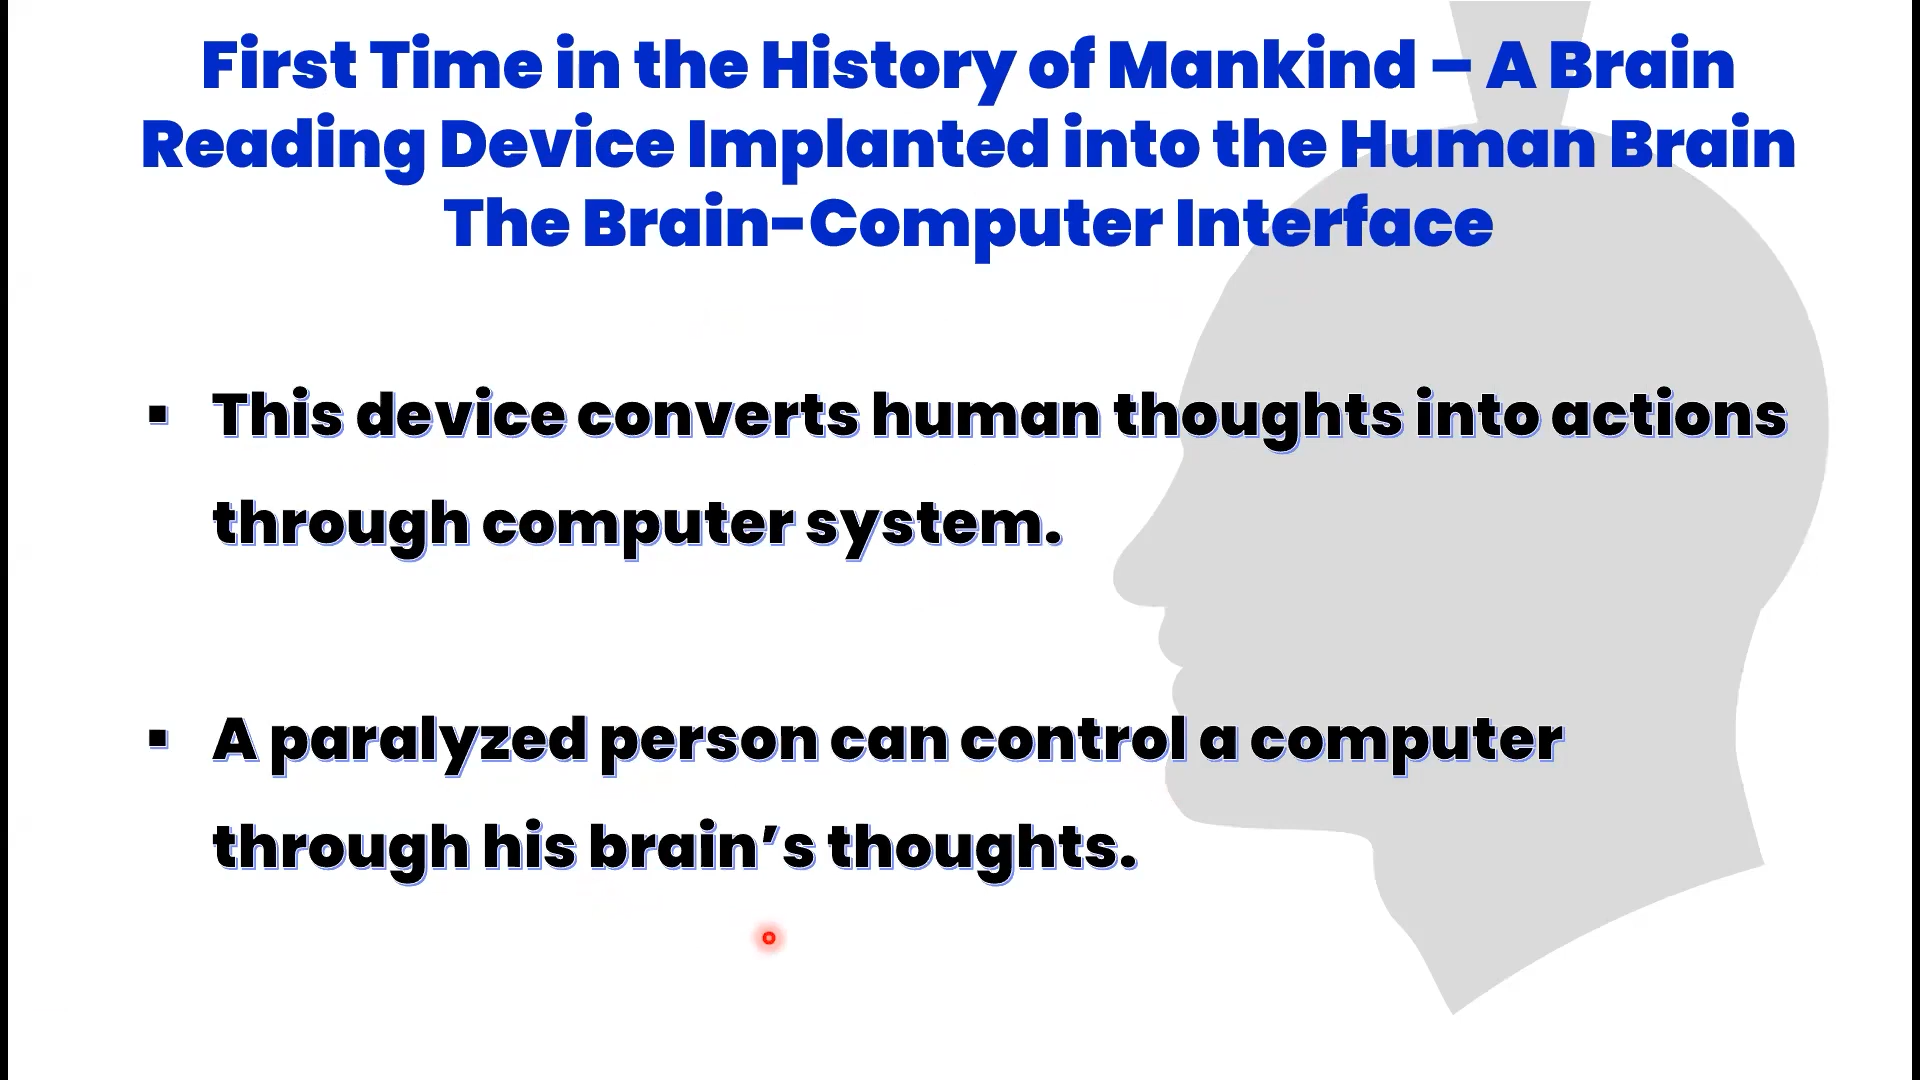 First Time in the History of Mankind – A Brain
Reading Device Implanted into the Human Brain
The Brain-Computer Interface
▪ This device converts human thoughts into actions
through computer system.
▪ A paralyzed person can control a computer
through his brain’s thoughts.